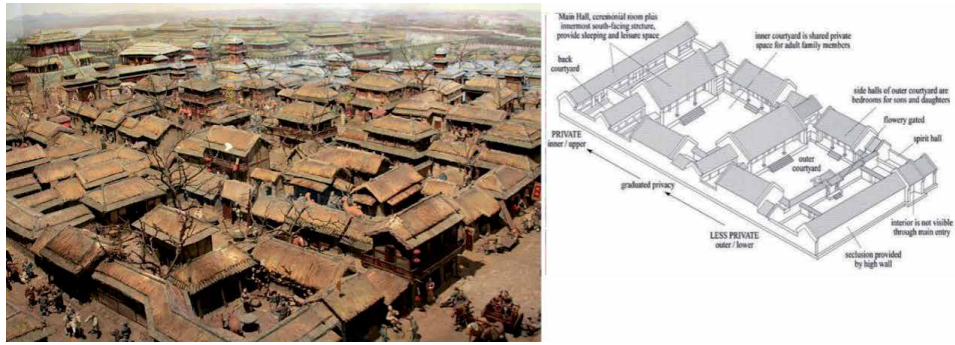 Main Hall, ceremonial room plus
innermost south-facing structure,
provide sleeping and leisure space
inner courtyard is shared private
space for adult family members
back
courtyard
side halls of outer courtyard are
bedrooms for sons and daughters
flowery gated
spirit hall
PRIVATE
inner / upper
outer
courtyard
graduated privacy
LESS PRIVATE
outer / lower
interior is not visible
through main entry
seclusion provided
by high wall